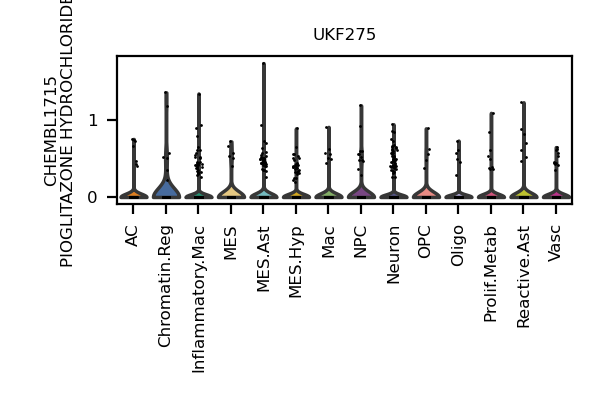 UKF275
CHEMBL1715
PIOGLITAZONE HYDROCHLORIDE
1
0
AC
Chromatin.Reg
Inflammatory.Mac
MES
MES.Ast
MES.Hyp
Mac
NPC
Neuron
OPC
Oligo
Prolif.Metab
Reactive.Ast
Vasc